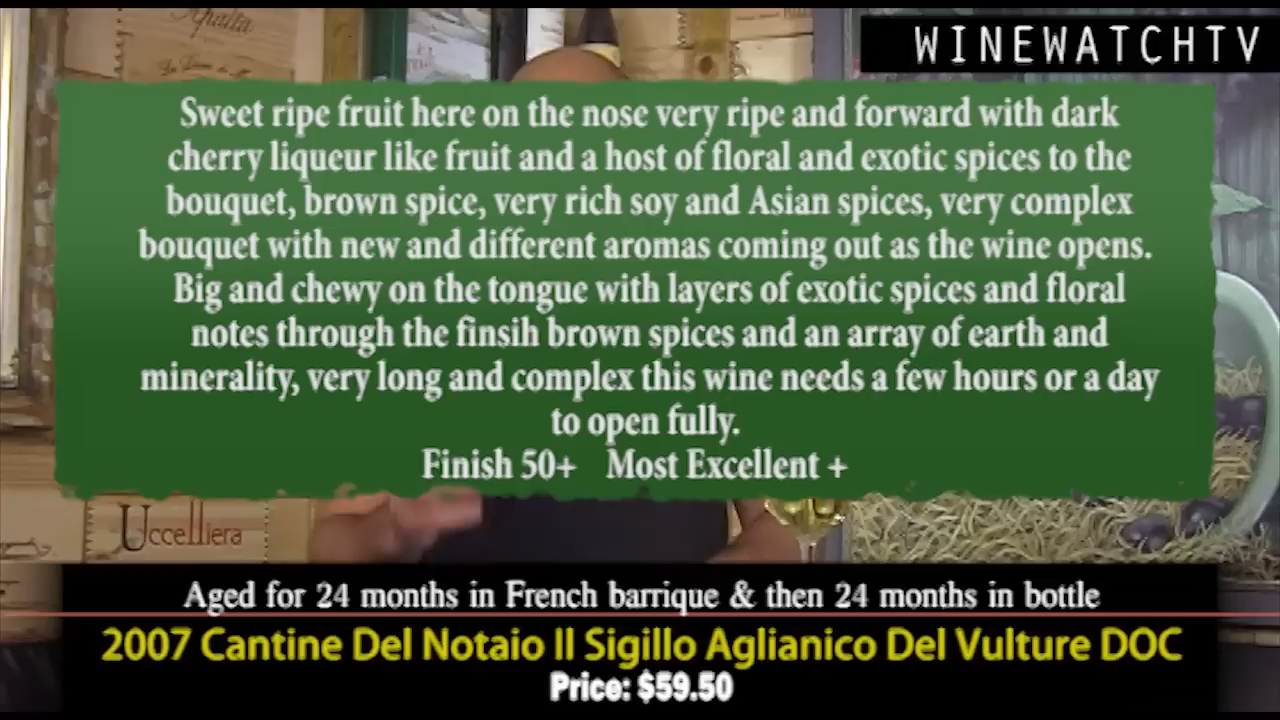 Apalta
WINEWATCHTV
Sweet ripe fruit here on the nose very ripe and forward with dark
cherry liqueur like fruit and a host of floral and exotic spices to the
bouquet, brown spice, very rich soy and Asian spices, very complex
bouquet with new and different aromas coming out as the wine opens.
Big and chewy on the tongue with layers of exotic spices and floral
notes through the finsih brown spices and an array of earth and
minerality, very long and complex this wine needs a few hours or a day
to open fully.
Finish 50+ Most Excellent +
Uccelliera
Aged for 24 months in French barrique & then 24 months in bottle
2007 Cantine Del Notaio Il Sigillo Aglianico Del Vulture DOC
Price: $59.50